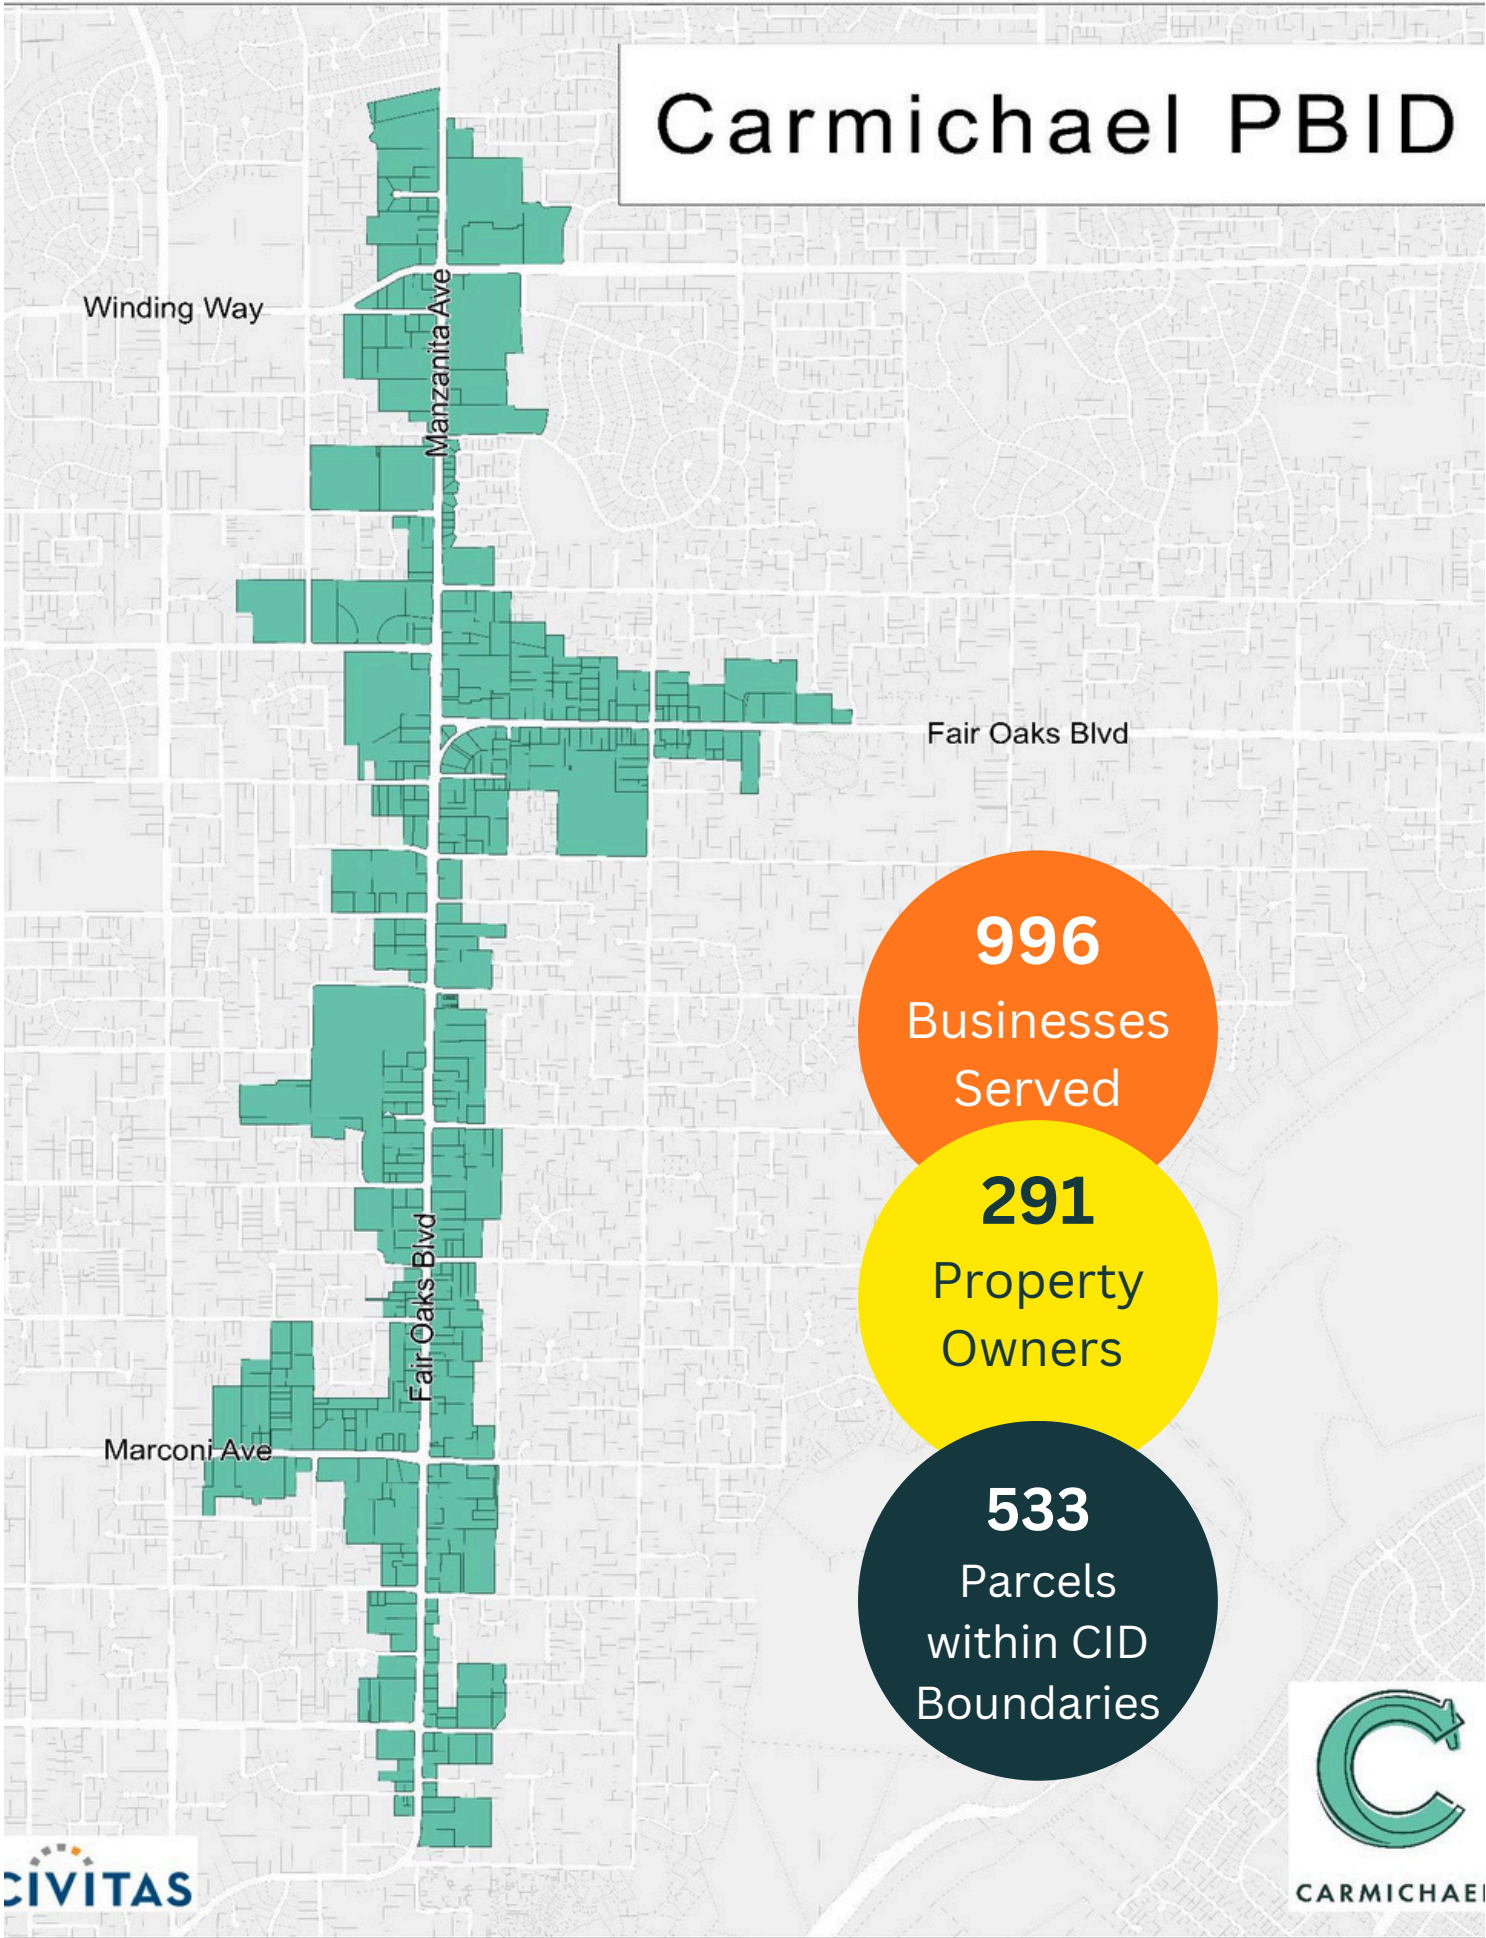 Carmichael PBID
Winding Way
Manzanita Ave
Fair Oaks Blvd
996
Businesses
Served
291
Property
Owners
Fair Oaks Blvd
Marconi Ave
533
Parcels
within CID
Boundaries
CIVITAS
C
CARMICHAEL